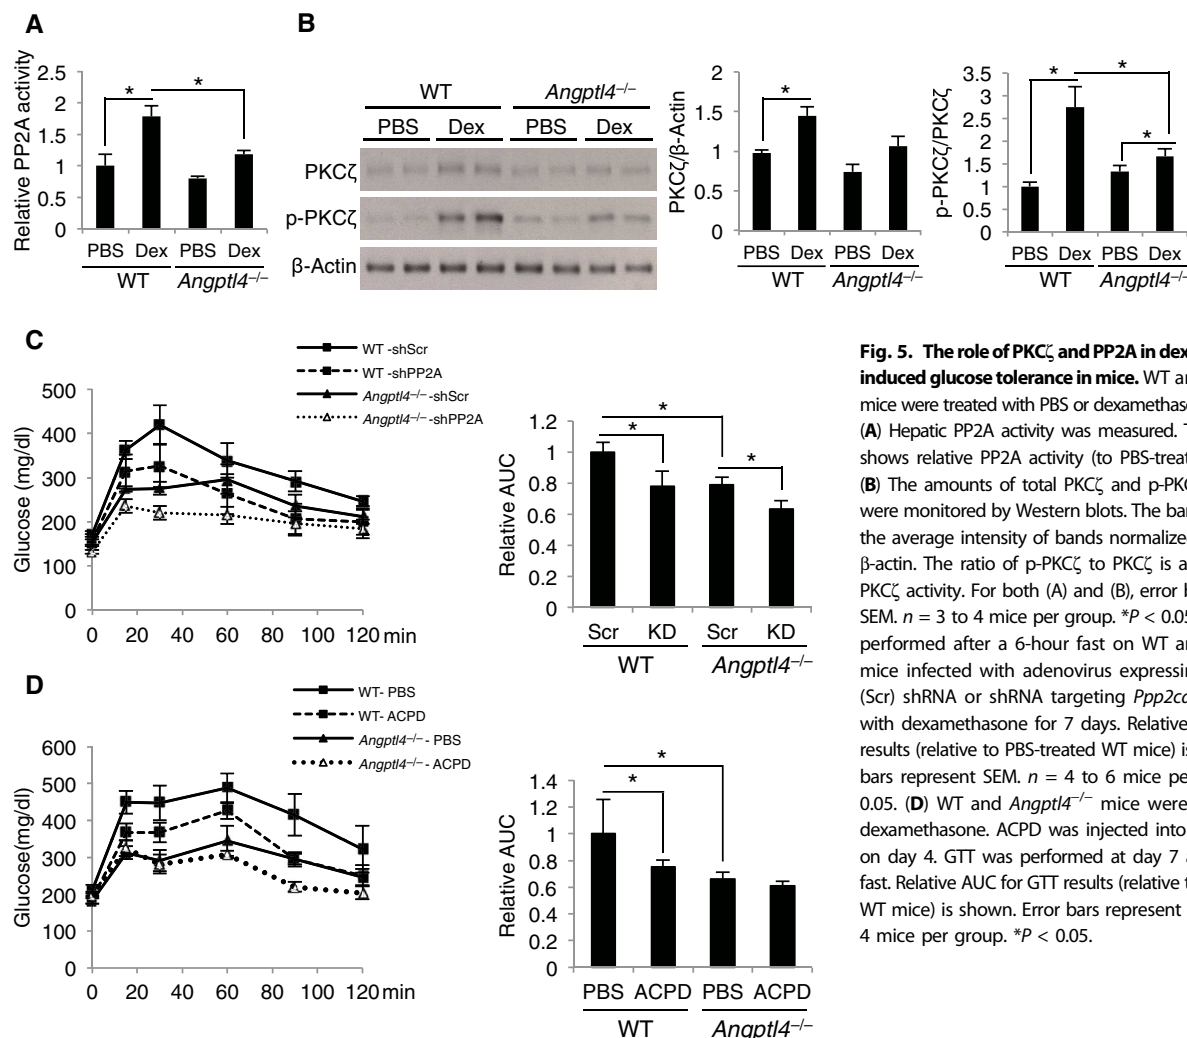 A
Relative PP2A activity
2.5
2
1.5
1
0.5
0
*
*
PBS Dex PBS Dex
WT Angptl4–/–
B
WT Angptl4–/–
PBS Dex PBS Dex
PKCζ
p-PKCζ
β-Actin
PKCζ/β-Actin
2
1.5
1
0.5
0
*
PBS Dex PBS Dex
WT Angptl4–/–
p-PKCζ/PKCζ
3.5
3
2.5
2
1.5
1
0.5
0
*
*
*
PBS Dex PBS Dex
WT Angptl4–/–
C
WT -shScr
WT -shPP2A
Angptl4–/– -shScr
Angptl4–/– -shPP2A
Glucose (mg/dl)
500
400
300
200
100
0
0 20 40 60 80 100 120 min
Relative AUC
1.2
1
0.8
0.6
0.4
0.2
0
*
*
*
Scr KD Scr KD
WT Angptl4–/–
D
WT- PBS
WT- ACPD
Angptl4–/– - PBS
Angptl4–/– - ACPD
Glucose(mg/dl)
600
500
400
300
200
100
0
0 20 40 60 80 100 120 min
Relative AUC
1.4
1.2
1
0.8
0.6
0.4
0.2
0
*
*
PBS ACPD PBS ACPD
WT Angptl4–/–
Fig. 5. The role of PKCζ and PP2A in dex
induced glucose tolerance in mice. WT an
mice were treated with PBS or dexameth
(A) Hepatic PP2A activity was measured. T
shows relative PP2A activity (to PBS-treat
(B) The amounts of total PKCζ and p-PKC
were monitored by Western blots. The bar
the average intensity of bands normalize
β-actin. The ratio of p-PKCζ to PKCζ is a
PKCζ activity. For both (A) and (B), error b
SEM. n = 3 to 4 mice per group. *P < 0.05
performed after a 6-hour fast on WT an
mice infected with adenovirus expressin
(Scr) shRNA or shRNA targeting Ppp2c
with dexamethasone for 7 days. Relative
results (relative to PBS-treated WT mice) is
bars represent SEM. n = 4 to 6 mice pe
0.05. (D) WT and Angptl4–/– mice were
dexamethasone. ACPD was injected into
on day 4. GTT was performed at day 7 a
fast. Relative AUC for GTT results (relative t
WT mice) is shown. Error bars represent
4 mice per group. *P < 0.05.